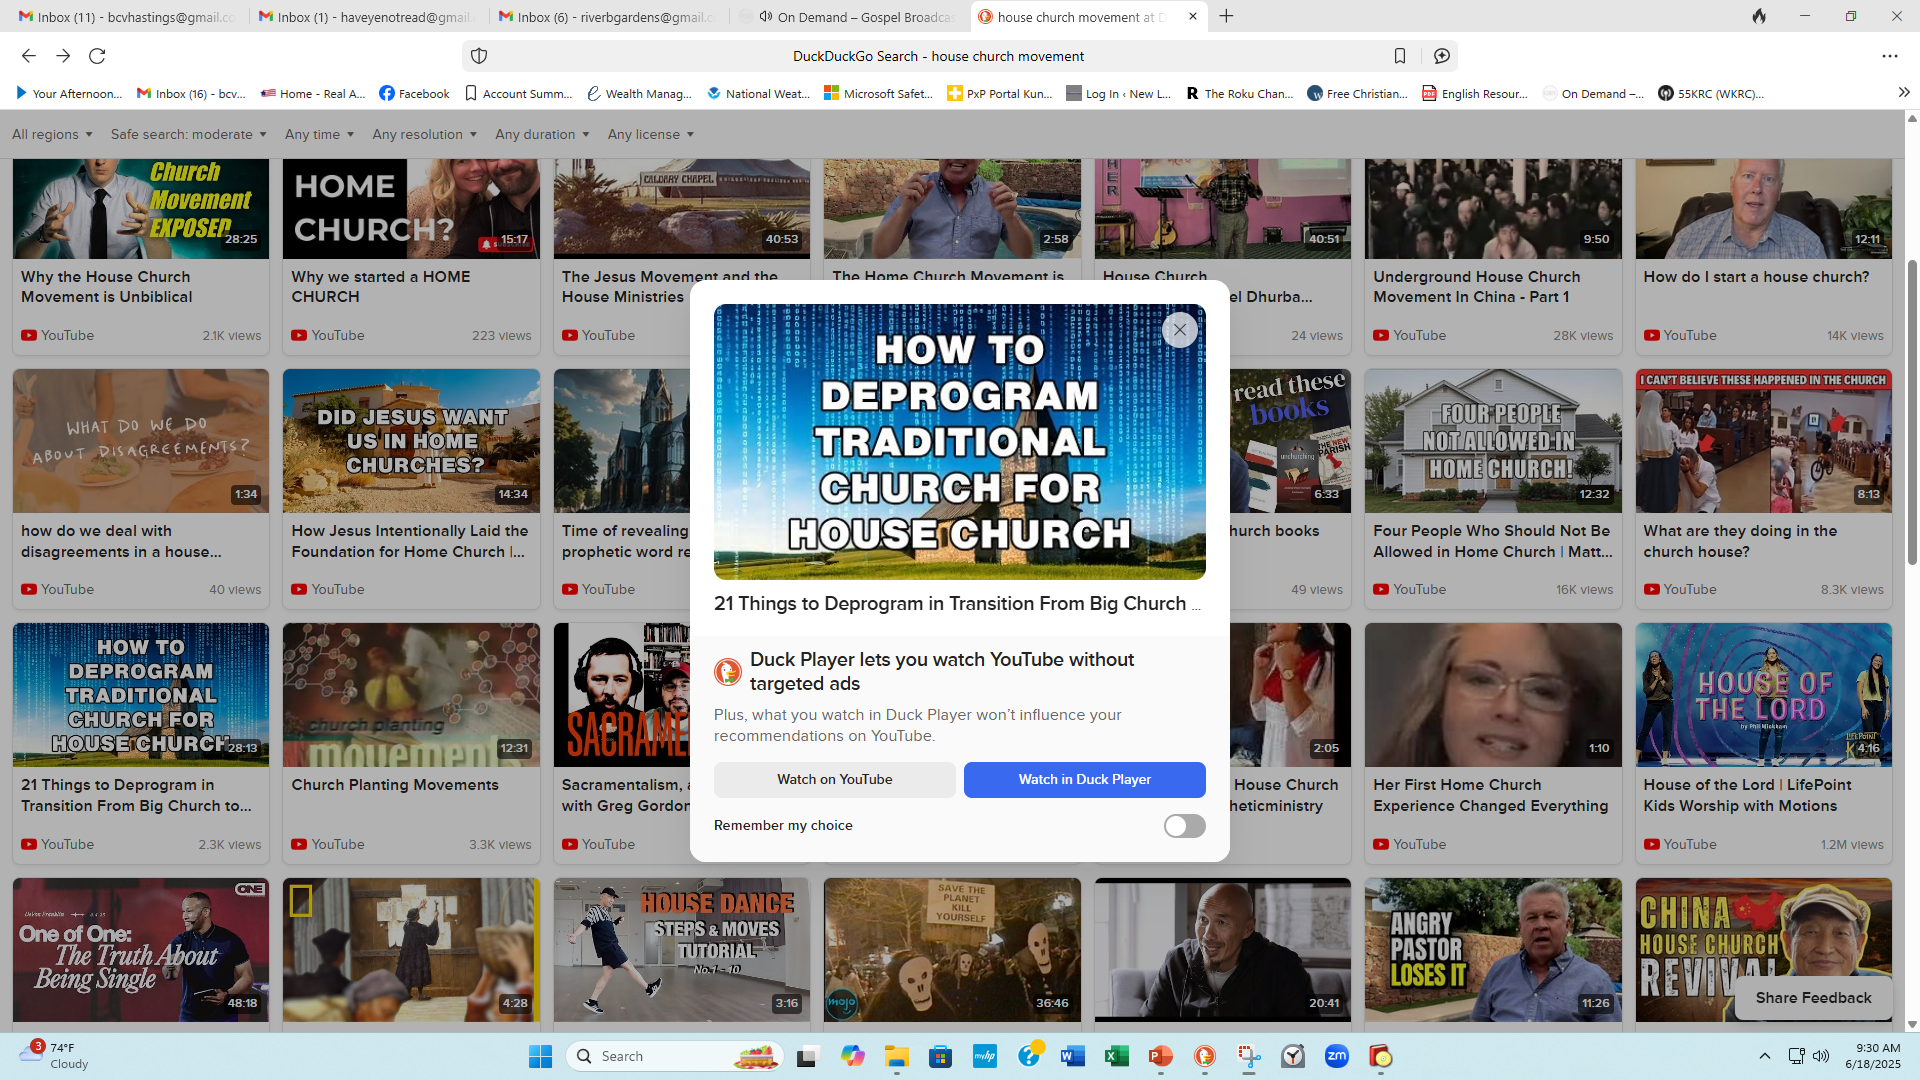 Inbox (11) - bcvhastings@gmail.co
Inbox (1) - haveyenotread@gmail.
Inbox (6) - riverbgardens@gmail.c
On Demand – Gospel Broadcas
house church movement at D
DuckDuckGo Search - house church movement
Your Afternoon...
Inbox (16) - bcv...
Home - Real A...
Facebook
Account Summ...
Wealth Manag...
National Weat...
Microsoft Safet...
PxP Portal Kun...
Log In ‹ New L...
The Roku Chan...
Free Christian...
English Resour...
On Demand –...
55KRC (WKRC)...
All regions
Safe search: moderate
Any time
Any resolution
Any duration
Any license
Church
Movement
EXPOSED
28:25
HOME
CHURCH?
15:17
CALVARY CHAPEL
40:53
2:58
HER
40:51
9:50
12:11
Why the House Church
Movement is Unbiblical
YouTube
2.1K views
Why we started a HOME
CHURCH
YouTube
223 views
The Jesus Movement and the
House Ministries
YouTube
The Home Church Movement is
House Church
el Dhurba...
24 views
Underground House Church
Movement In China - Part 1
YouTube
28K views
How do I start a house church?
YouTube
14K views
HOW TO
DEPROGRAM
TRADITIONAL
CHURCH FOR
HOUSE CHURCH
21 Things to Deprogram in Transition From Big Church ...
Duck Player lets you watch YouTube without
targeted ads
Plus, what you watch in Duck Player won't influence your
recommendations on YouTube.
Watch on YouTube
Watch in Duck Player
Remember my choice
WHAT DO WE DO
ABOUT DISAGREEMENTS?
1:34
DID JESUS WANT
US IN HOME
CHURCHES?
14:34
read these
books
unchurching
THE NEW
PARISH
6:33
FOUR PEOPLE
NOT ALLOWED IN
HOME CHURCH!
12:32
I CAN'T BELIEVE THESE HAPPENED IN THE CHURCH
8:13
how do we deal with
disagreements in a house...
YouTube
40 views
How Jesus Intentionally Laid the
Foundation for Home Church |...
YouTube
Time of revealing
prophetic word re
YouTube
hurch books
49 views
Four People Who Should Not Be
Allowed in Home Church | Matt...
YouTube
16K views
What are they doing in the
church house?
YouTube
8.3K views
HOW TO
DEPROGRAM
TRADITIONAL
CHURCH FOR
HOUSE CHURCH
28:13
church planting
movements
12:31
SACRAME
2:05
1:10
HOUSE OF
THE LORD
by Phil Wickham
LIFEPOINT
4:16
21 Things to Deprogram in
Transition From Big Church to...
YouTube
2.3K views
Church Planting Movements
YouTube
3.3K views
Sacramentalism, a
with Greg Gordon
YouTube
House Church
heticministry
Her First Home Church
Experience Changed Everything
YouTube
House of the Lord | LifePoint
Kids Worship with Motions
YouTube
1.2M views
ONE
One of One:
The Truth About
Being Single
48:18
4:28
HOUSE DANCE
STEPS & MOVES
TUTORIAL
No.1 - 10
3:16
SAVE THE
PLANET
KILL
YOURSELF
mojo
36:46
20:41
ANGRY
PASTOR
LOSES IT
11:26
CHINA
HOUSE CHURCH
REVIVAL
Share Feedback
3
74°F
Cloudy
Search
myhp
zm
9:30 AM
6/18/2025